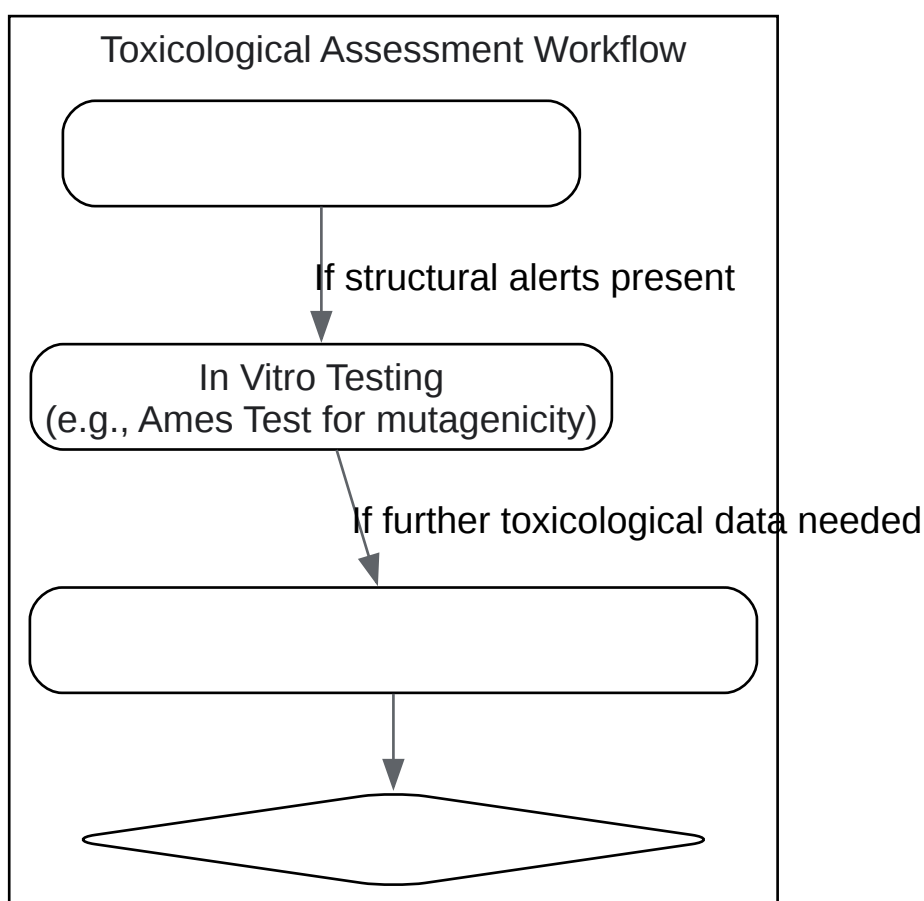 Toxicological Assessment Workflow
If structural alerts present
In Vitro Testing
(e.g., Ames Test for mutagenicity)
If further toxicological data needed